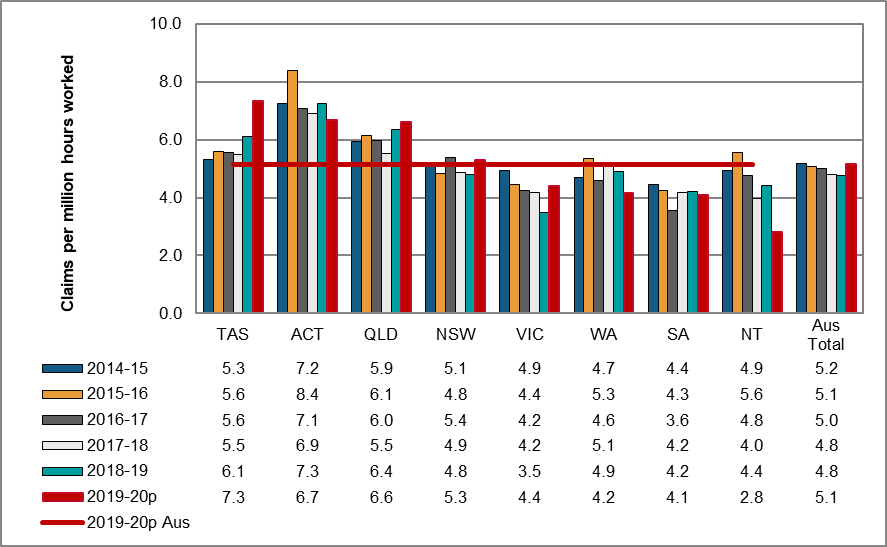 10.0
8.0
6.0
4.0
2.0
0.0
Claims per million hours worked
TAS ACT QLD NSW VIC WA SA NT Aus Total
2014-15 5.3 7.2 5.9 5.1 4.9 4.7 4.4 4.9 5.2
2015-16 5.6 8.4 6.1 4.8 4.4 5.3 4.3 5.6 5.1
2016-17 5.6 7.1 6.0 5.4 4.2 4.6 3.6 4.8 5.0
2017-18 5.5 6.9 5.5 4.9 4.2 5.1 4.2 4.0 4.8
2018-19 6.1 7.3 6.4 4.8 3.5 4.9 4.2 4.4 4.8
2019-20p 7.3 6.7 6.6 5.3 4.4 4.2 4.1 2.8 5.1
2019-20p Aus